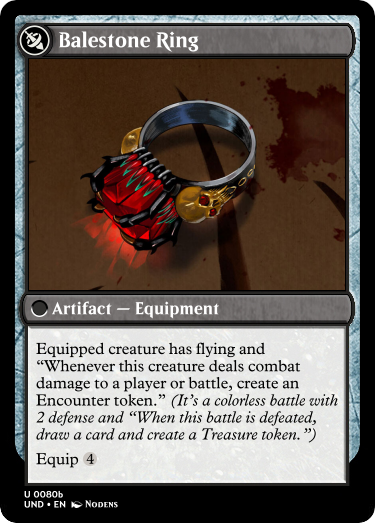 Balestone Ring
Artifact — Equipment
Equipped creature has flying and
“Whenever this creature deals combat
damage to a player or battle, create an
Encounter token.” (It’s a colorless battle with
2 defense and “When this battle is defeated,
draw a card and create a Treasure token.”)
Equip 4
U 0080b
UND • EN Nodens